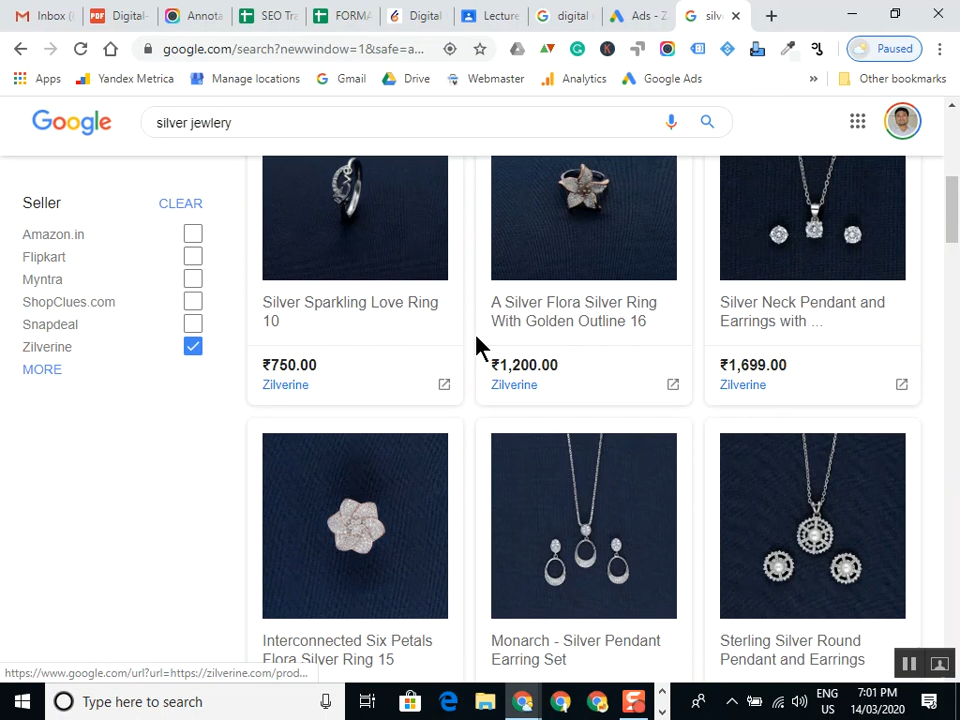 Inbox (
PDF
Digital-
Annota
SEO Tra
FORMA
Digital
Lecture
digital
Ads - Z
silv
google.com/search?newwindow=1&safe=a...
Paused
Apps
Yandex Metrica
Manage locations
Gmail
Drive
Webmaster
Analytics
Google Ads
»
Other bookmarks
Google
silver jewlery
Seller
CLEAR
Amazon.in
Flipkart
Myntra
ShopClues.com
Snapdeal
Zilverine
MORE
Silver Sparkling Love Ring
10
₹750.00
Zilverine
A Silver Flora Silver Ring
With Golden Outline 16
₹1,200.00
Zilverine
Silver Neck Pendant and
Earrings with ...
₹1,699.00
Zilverine
Interconnected Six Petals
Flora Silver Ring 15
Monarch - Silver Pendant
Earring Set
Sterling Silver Round
Pendant and Earrings
https://www.google.com/url?url=https://zilverine.com/prod...
Type here to search
ENG
US
7:01 PM
14/03/2020